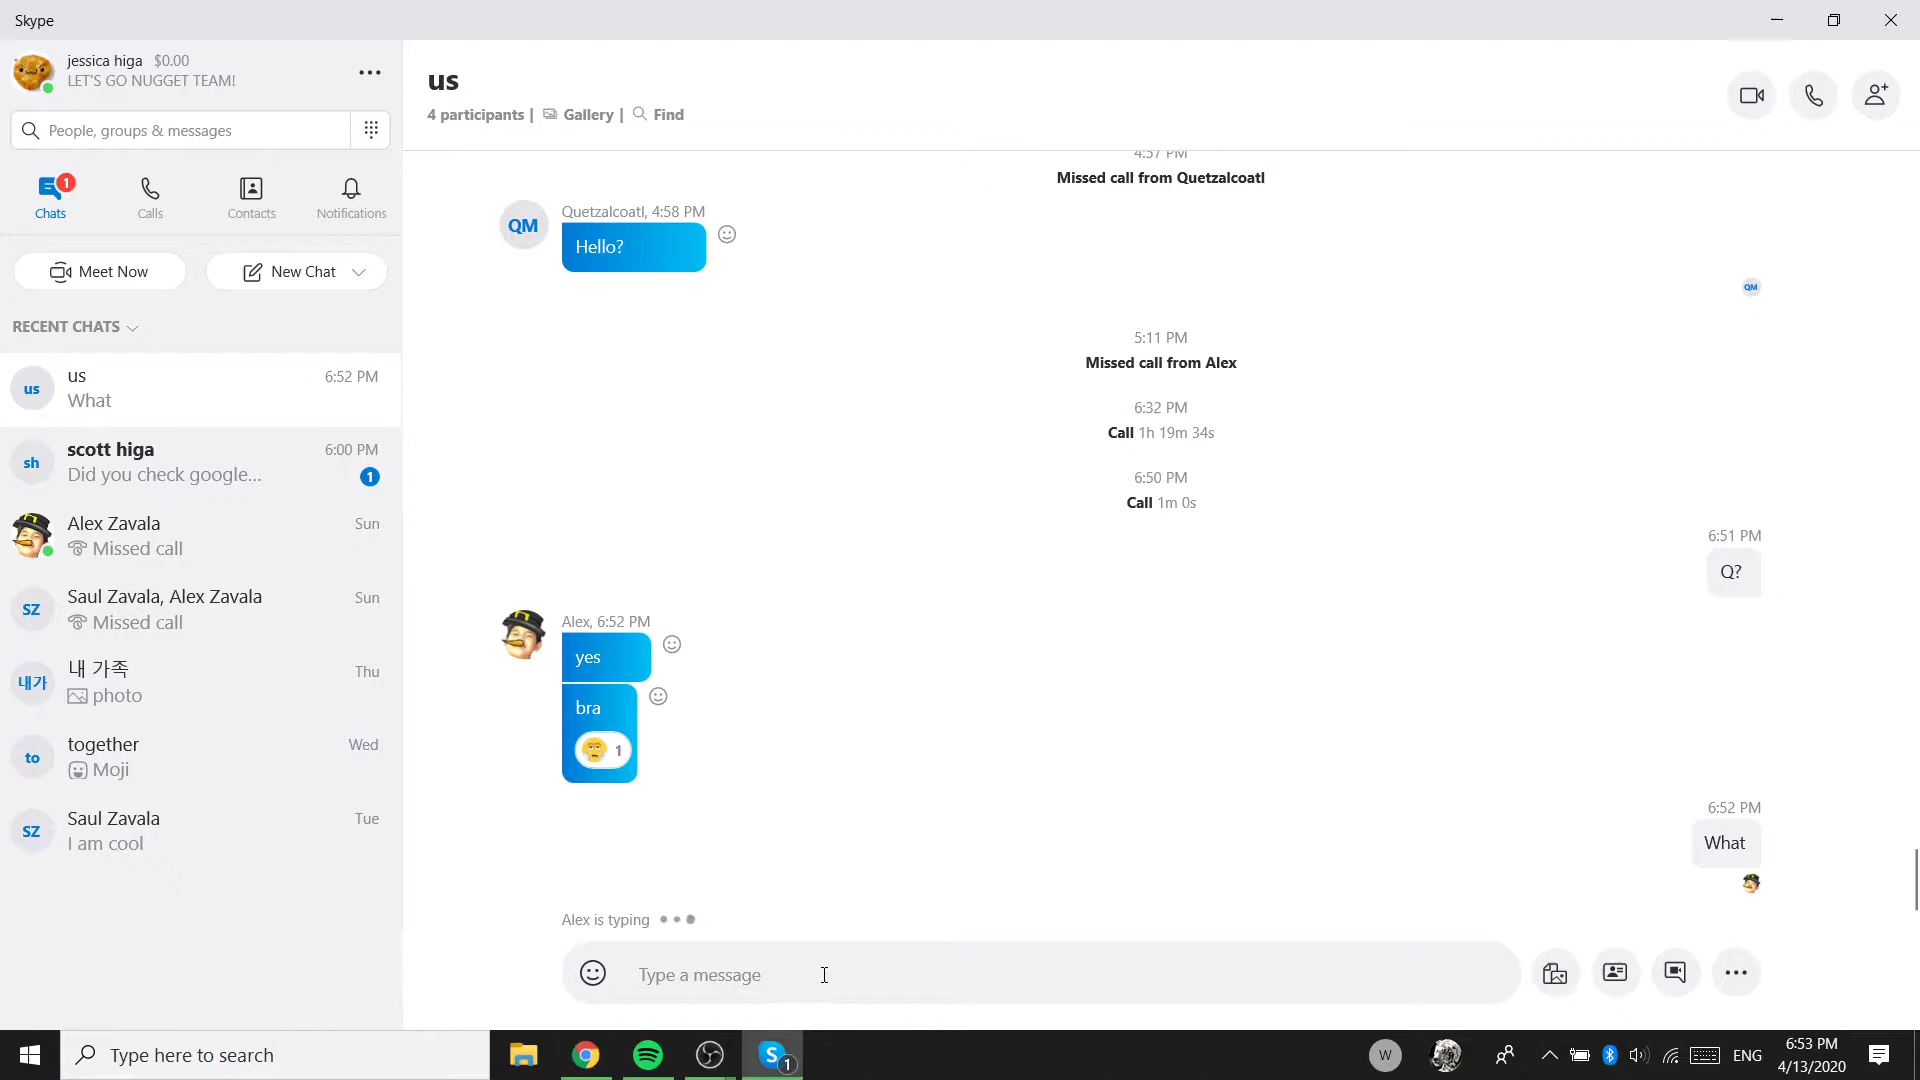 Skype
jessica higa $0.00
LET'S GO NUGGET TEAM!
People, groups & messages
1
Chats
Calls
Contacts
Notifications
Meet Now
New Chat
RECENT CHATS
us
us 6:52 PM
What
sh
scott higa 6:00 PM
Did you check google...
1
Alex Zavala Sun
Missed call
SZ
Saul Zavala, Alex Zavala Sun
Missed call
내가
내 가족 Thu
photo
to
together Wed
Moji
SZ
Saul Zavala Tue
I am cool
us
4 participants | Gallery | Find
4:57 PM
Missed call from Quetzalcoatl
QM
Quetzalcoatl, 4:58 PM
Hello?
QM
5:11 PM
Missed call from Alex
6:32 PM
Call 1h 19m 34s
6:50 PM
Call 1m 0s
6:51 PM
Q?
Alex, 6:52 PM
yes
bra
1
6:52 PM
What
Alex is typing
Type a message
Type here to search
S
1
W
ENG
6:53 PM
4/13/2020